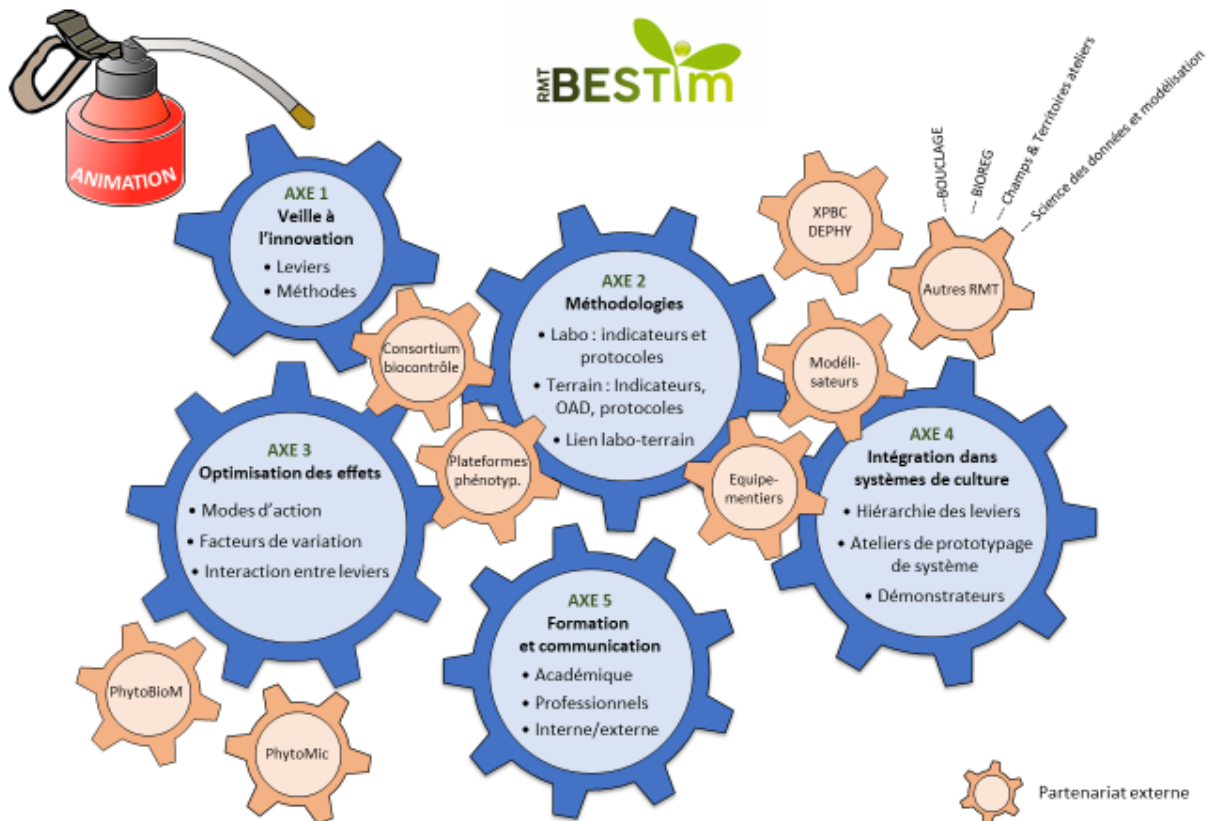 RMT BESTim
ANIMATION
AXE 1
Veille à
l'innovation
• Leviers
• Méthodes
AXE 2
Méthodologies
• Labo : indicateurs et
protocoles
• Terrain : Indicateurs,
OAD, protocoles
• Lien labo-terrain
XPBC
DEPHY
---BOUCLAGE
--- BIOREG
--- Champs & Territoires ateliers
--- Science des données et modélisation
Autres RMT
Consortium
biocontrôle
Modéli-
sateurs
AXE 3
Optimisation des effets
• Modes d'action
• Facteurs de variation
• Interaction entre leviers
Plateformes
phénotyp.
Equipe-
mentiers
AXE 4
Intégration dans
systèmes de culture
• Hiérarchie des leviers
• Ateliers de prototypage
de système
• Démonstrateurs
AXE 5
Formation
et communication
• Académique
• Professionnels
• Interne/externe
PhytoBioM
PhytoMic
Partenariat externe